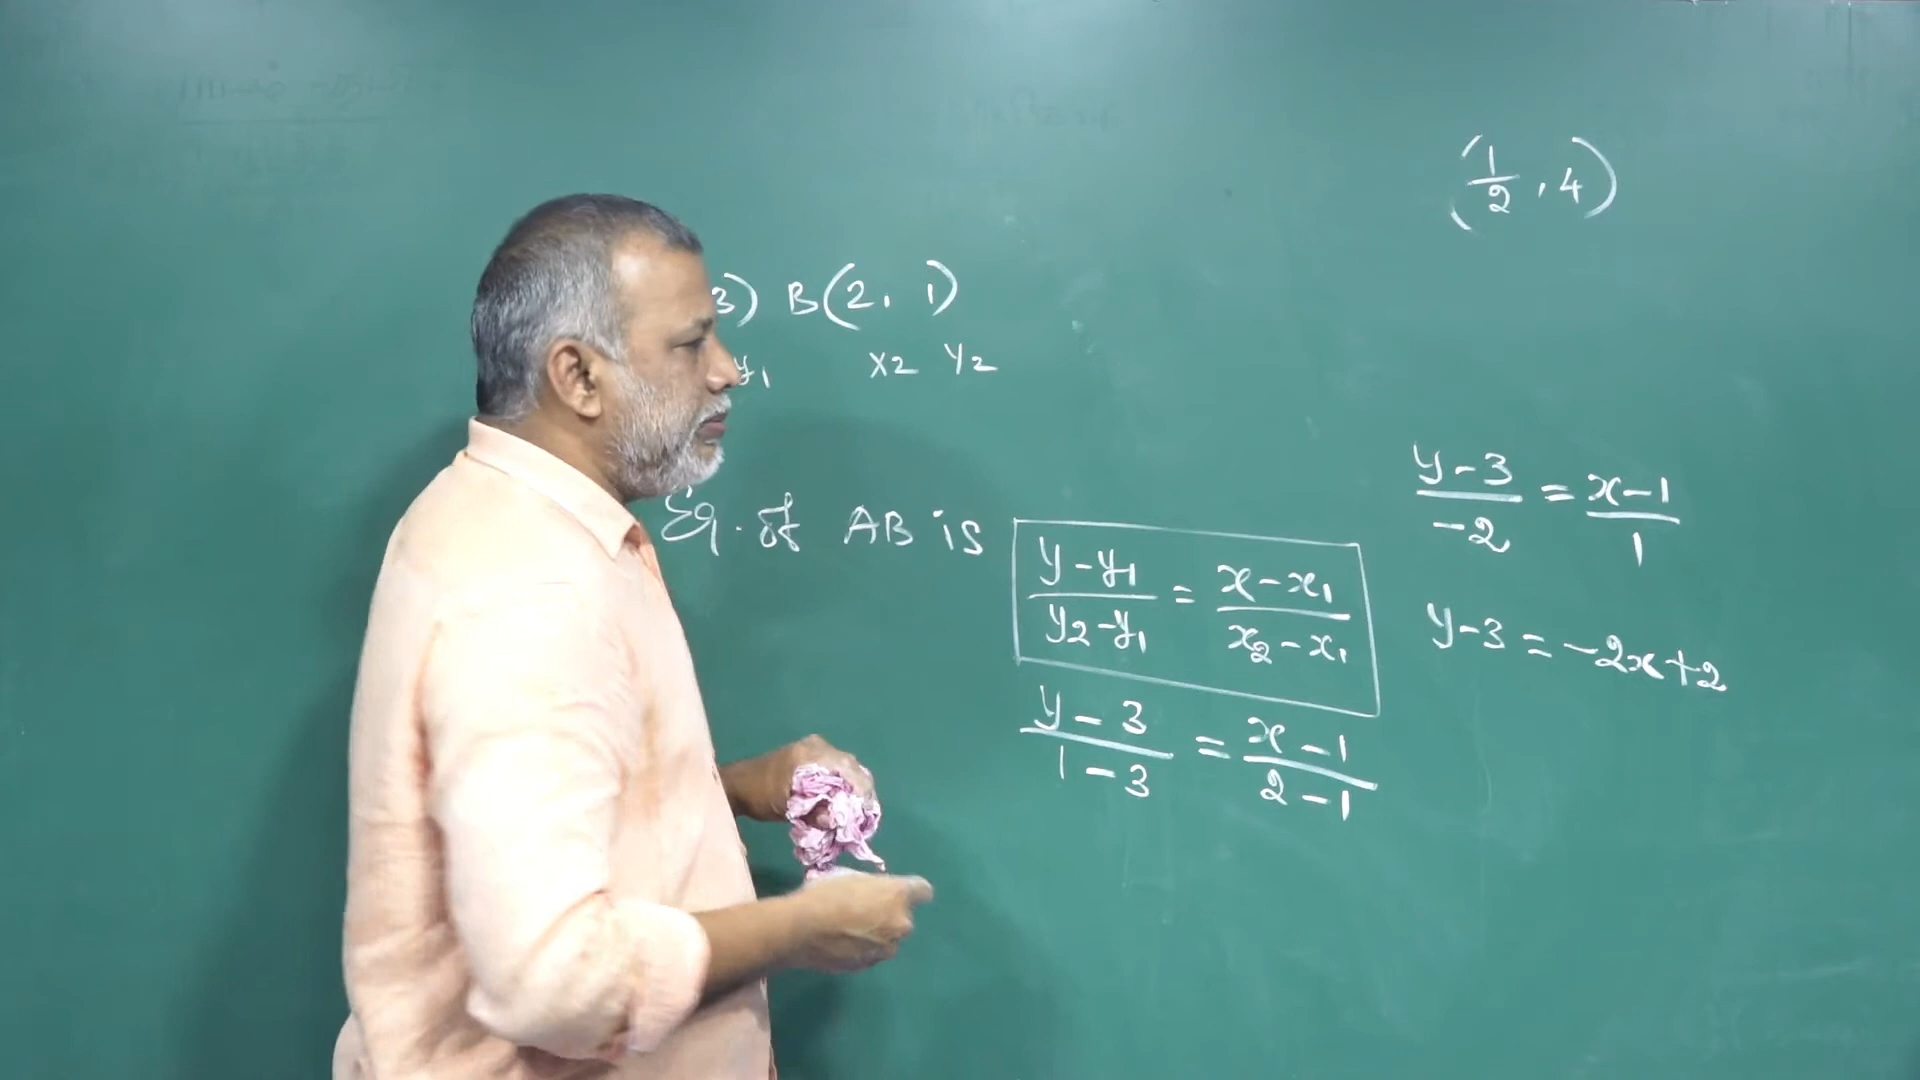 (1/2, 4)
3) B(2, 1)
y₁ x₂ y₂
Eq. of AB is
(y-y₁)/(y₂-y₁) = (x-x₁)/(x₂-x₁)
(y-3)/(1-3) = (x-1)/(2-1)
(y-3)/(-2) = (x-1)/1
y-3 = -2x+2